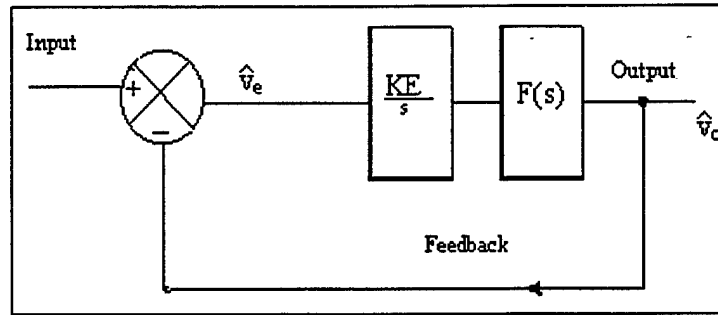 Input
+
−
v̂e
KE
s
F(s)
Output
v̂o
Feedback